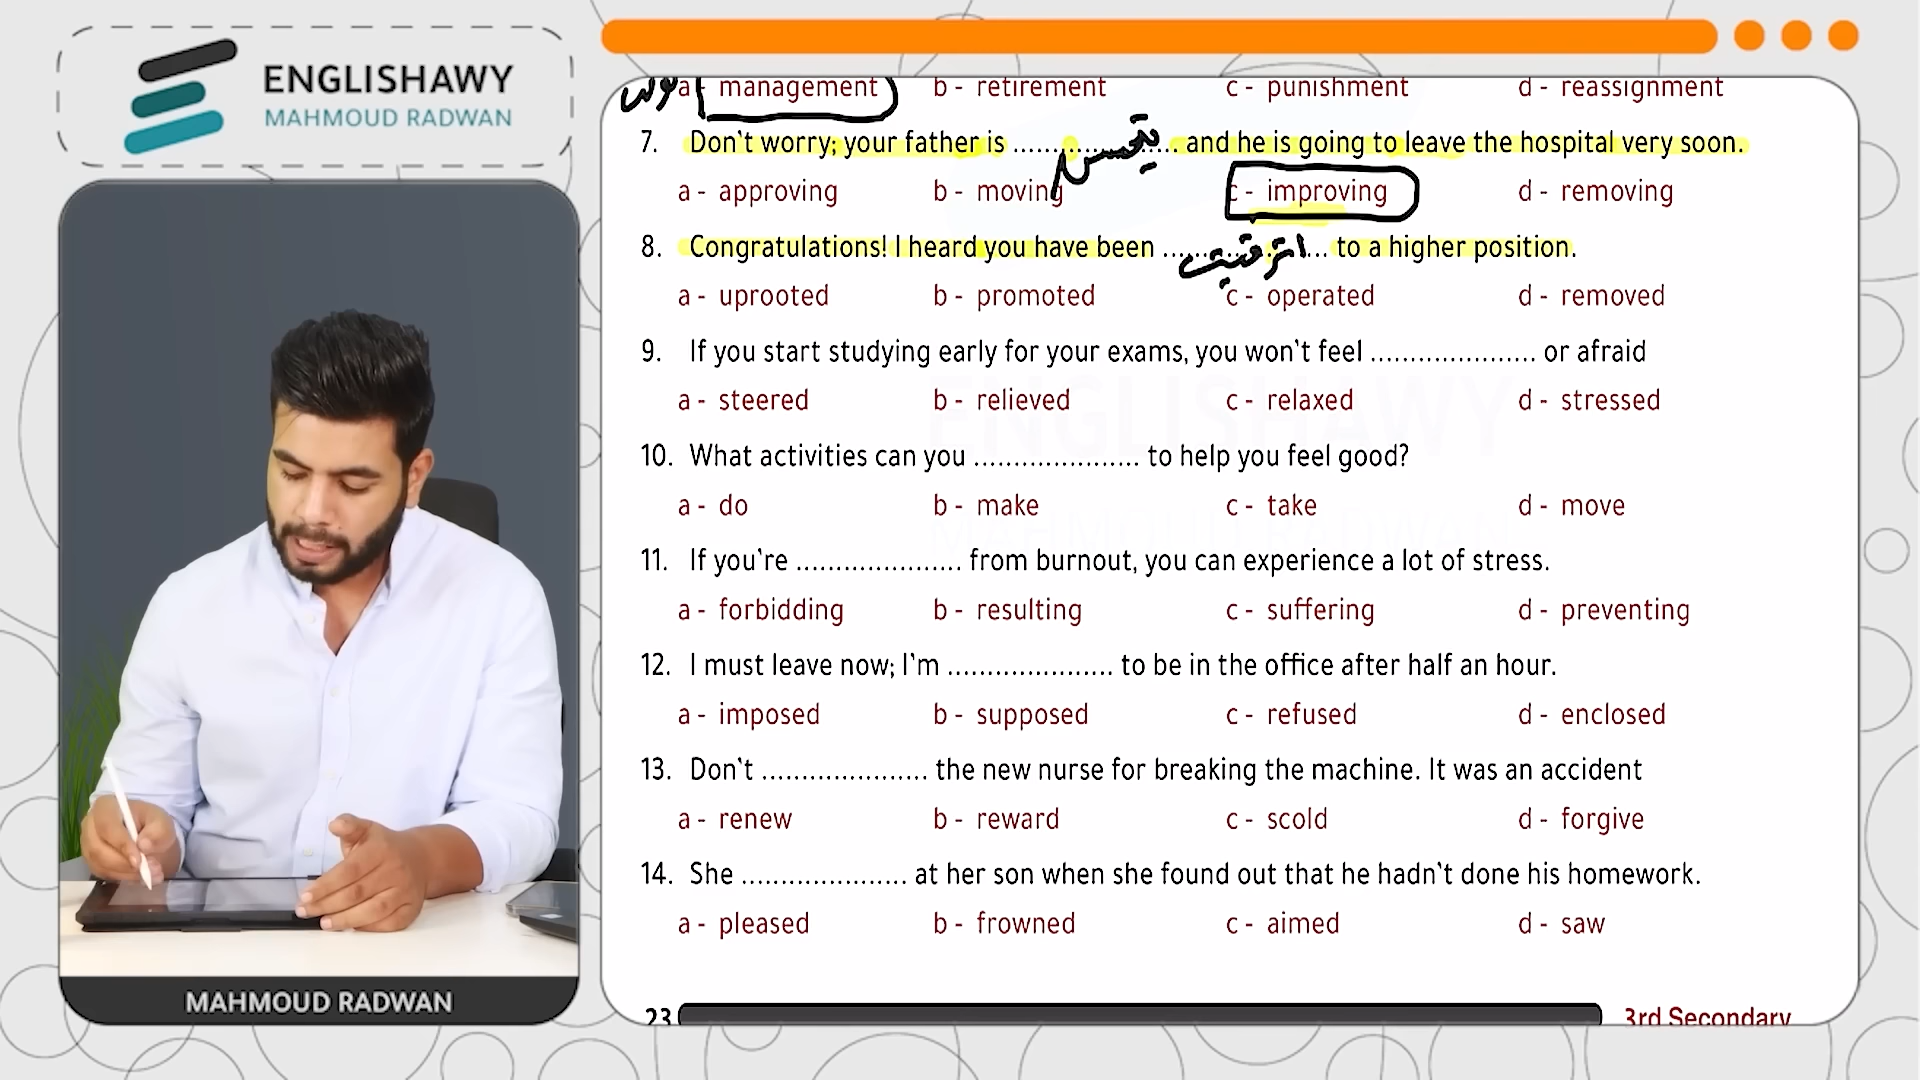 ENGLISHAWY
MAHMOUD RADWAN
a - management b - retirement c - punishment d - reassignment
7. Don't worry; your father is ..................... and he is going to leave the hospital very soon.
يتحسن
a - approving b - moving c - improving d - removing
8. Congratulations! I heard you have been ..................... to a higher position.
اترقيت
a - uprooted b - promoted c - operated d - removed
9. If you start studying early for your exams, you won't feel ..................... or afraid
a - steered b - relieved c - relaxed d - stressed
10. What activities can you ..................... to help you feel good?
a - do b - make c - take d - move
11. If you're ..................... from burnout, you can experience a lot of stress.
a - forbidding b - resulting c - suffering d - preventing
12. I must leave now; I'm ..................... to be in the office after half an hour.
a - imposed b - supposed c - refused d - enclosed
13. Don't ..................... the new nurse for breaking the machine. It was an accident
a - renew b - reward c - scold d - forgive
14. She ..................... at her son when she found out that he hadn't done his homework.
a - pleased b - frowned c - aimed d - saw
23 3rd Secondary
MAHMOUD RADWAN
ENGLISHAWY
MAHMOUD RADWAN